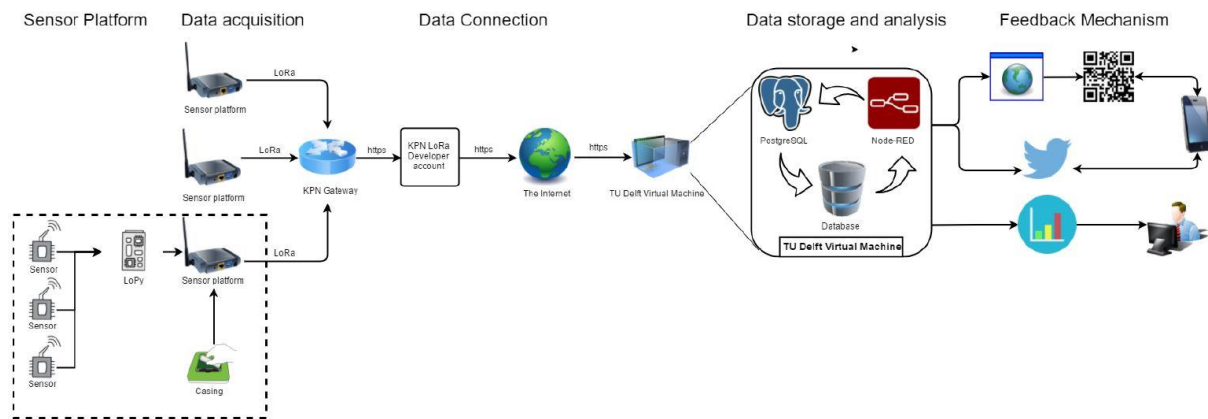 Sensor Platform
Data acquisition
Data Connection
Data storage and analysis
Feedback Mechanism
LoRa
Sensor platform
LoRa
Sensor platform
KPN Gateway
https
KPN LoRa
Developer
account
https
The Internet
https
TU Delft Virtual Machine
PostgreSQL
Node-RED
Database
TU Delft Virtual Machine
Sensor
LoPy
Sensor platform
LoRa
Sensor
Sensor
Casing